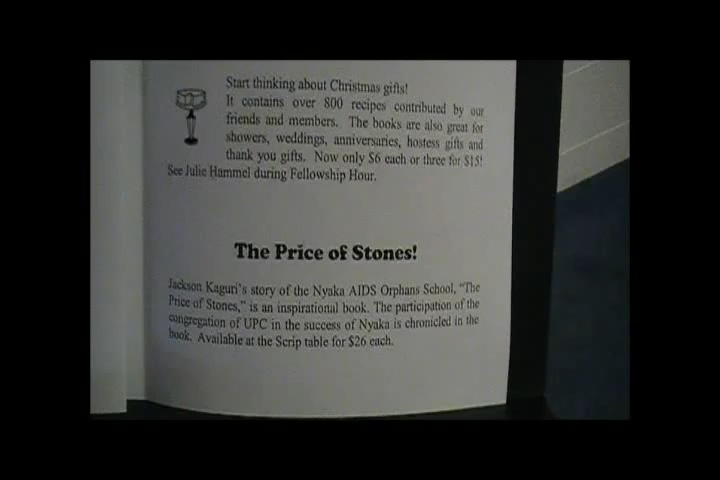 Start thinking about Christmas gifts!
It contains over 800 recipes contributed by our
friends and members. The books are also great for
showers, weddings, anniversaries, hostess gifts and
thank you gifts. Now only $6 each or three for $15!
See Julie Hammel during Fellowship Hour.
The Price of Stones!
Jackson Kaguri's story of the Nyaka AIDS Orphans School, "The
Price of Stones," is an inspirational book. The participation of the
congregation of UPC in the success of Nyaka is chronicled in the
book. Available at the Scrip table for $26 each.